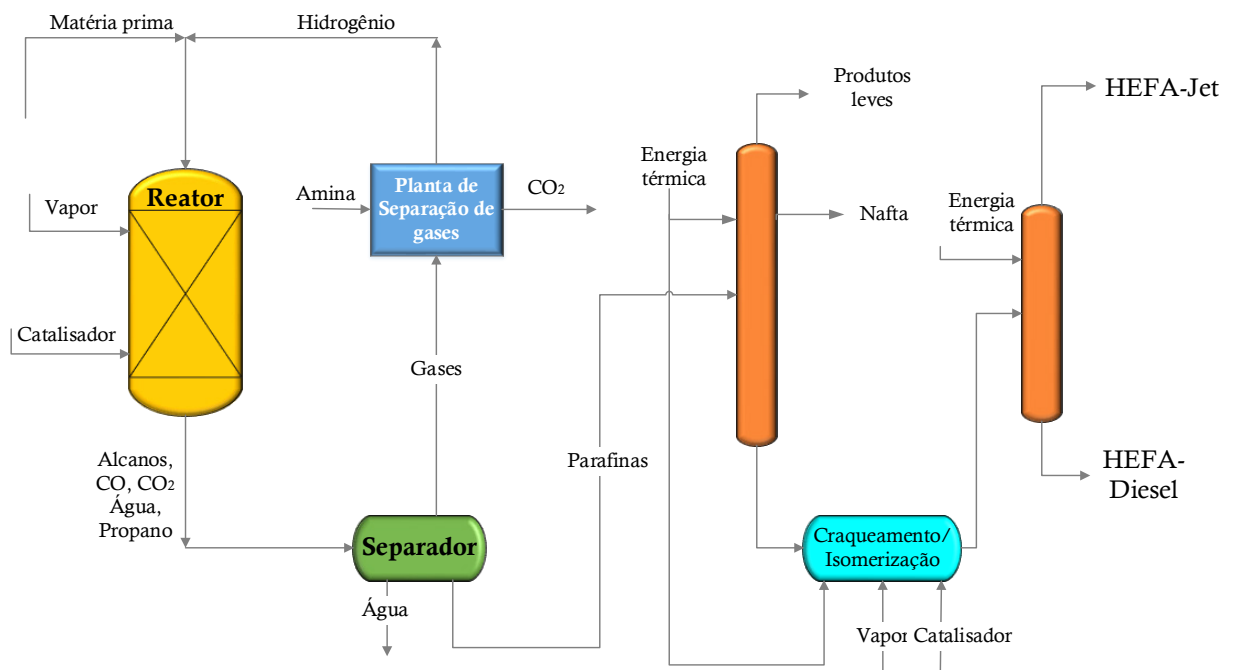 Matéria prima
Hidrogênio
Produtos
leves
HEFA-Jet
Energia
térmica
Reator
Vapor
Amina
Planta de
Separação de
gases
CO₂
Nafta
Energia
térmica
Catalisador
Gases
Parafinas
Alcanos,
CO, CO₂
Água,
Propano
HEFA-
Diesel
Separador
Craqueamento/
Isomerização
Água
Vapor
Catalisador